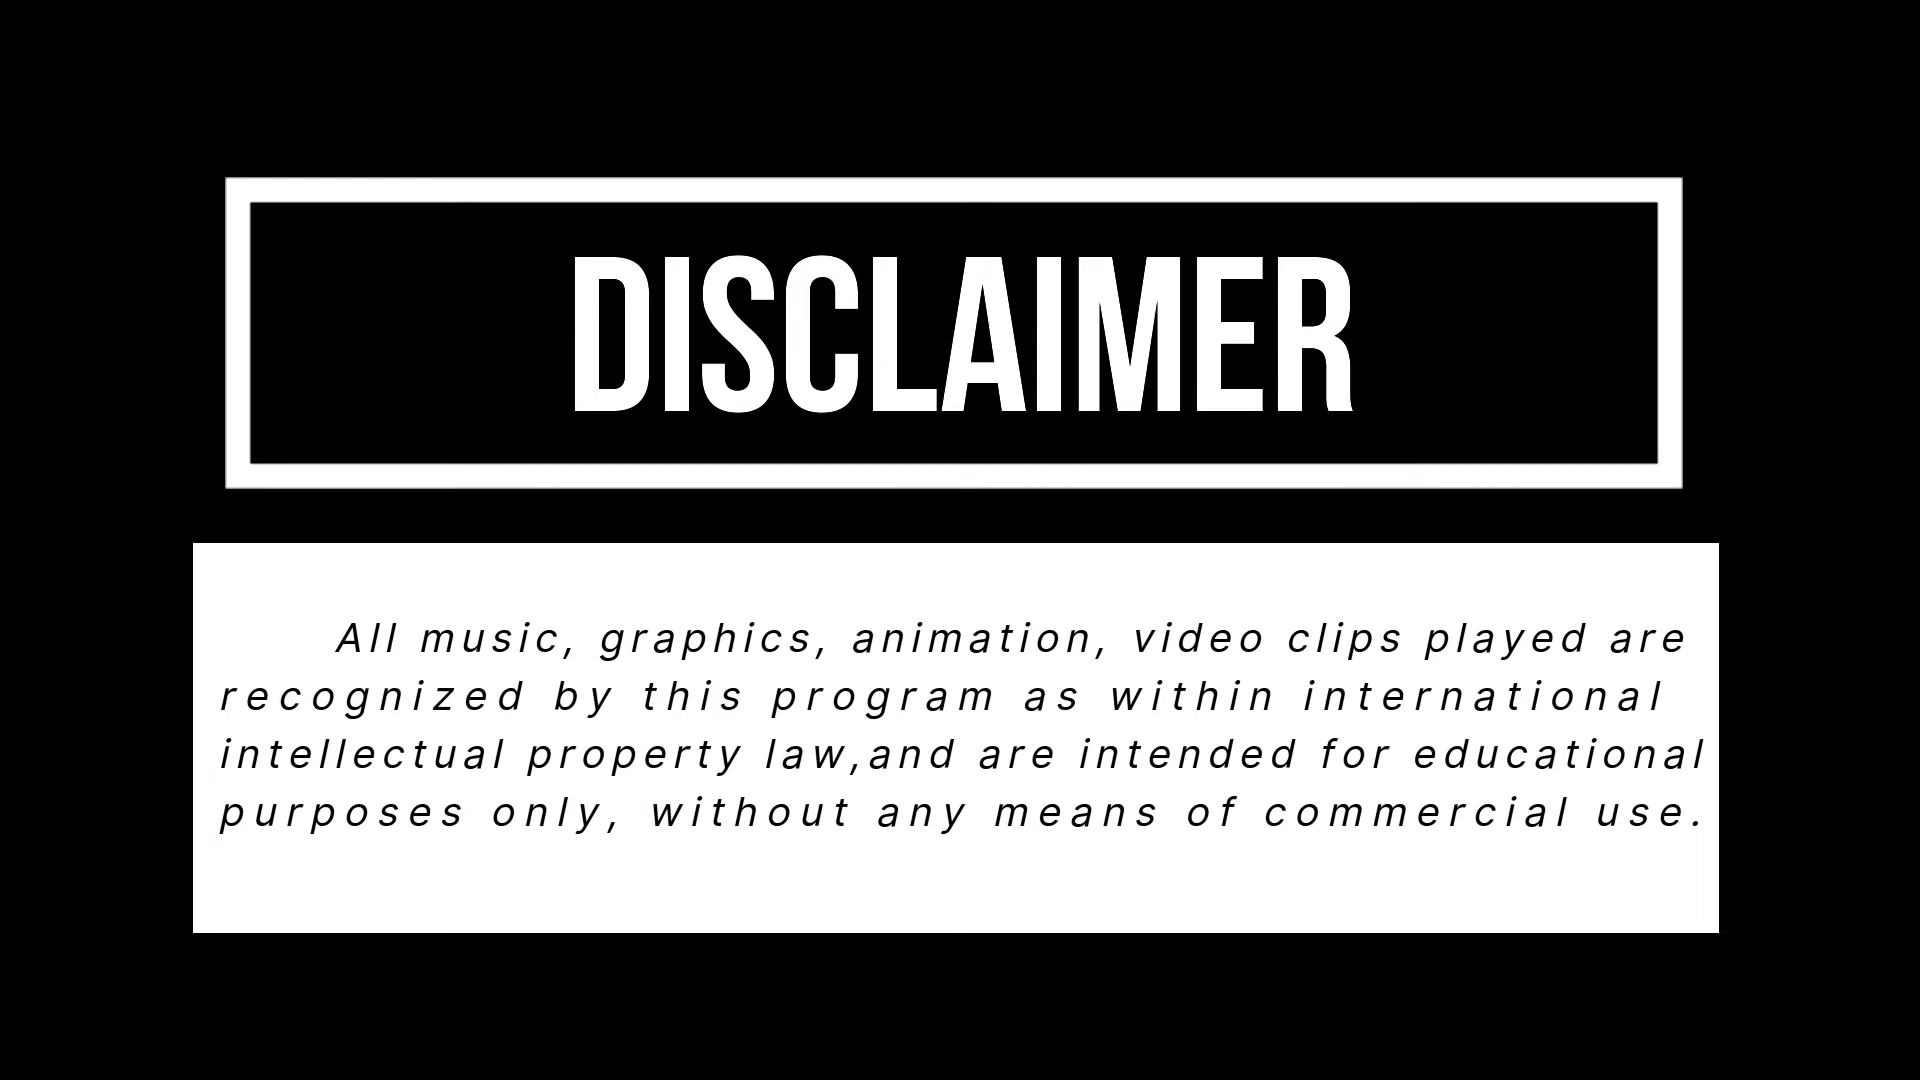 DISCLAIMER
All music, graphics, animation, video clips played are
recognized by this program as within international
intellectual property law,and are intended for educational
purposes only, without any means of commercial use.